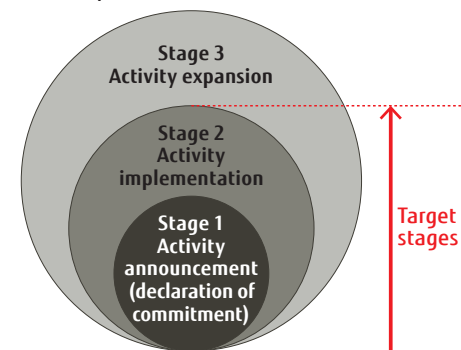 Stage 3
Activity expansion
Stage 2
Activity
implementation
Stage 1
Activity
announcement
(declaration of
commitment)
Target
stages